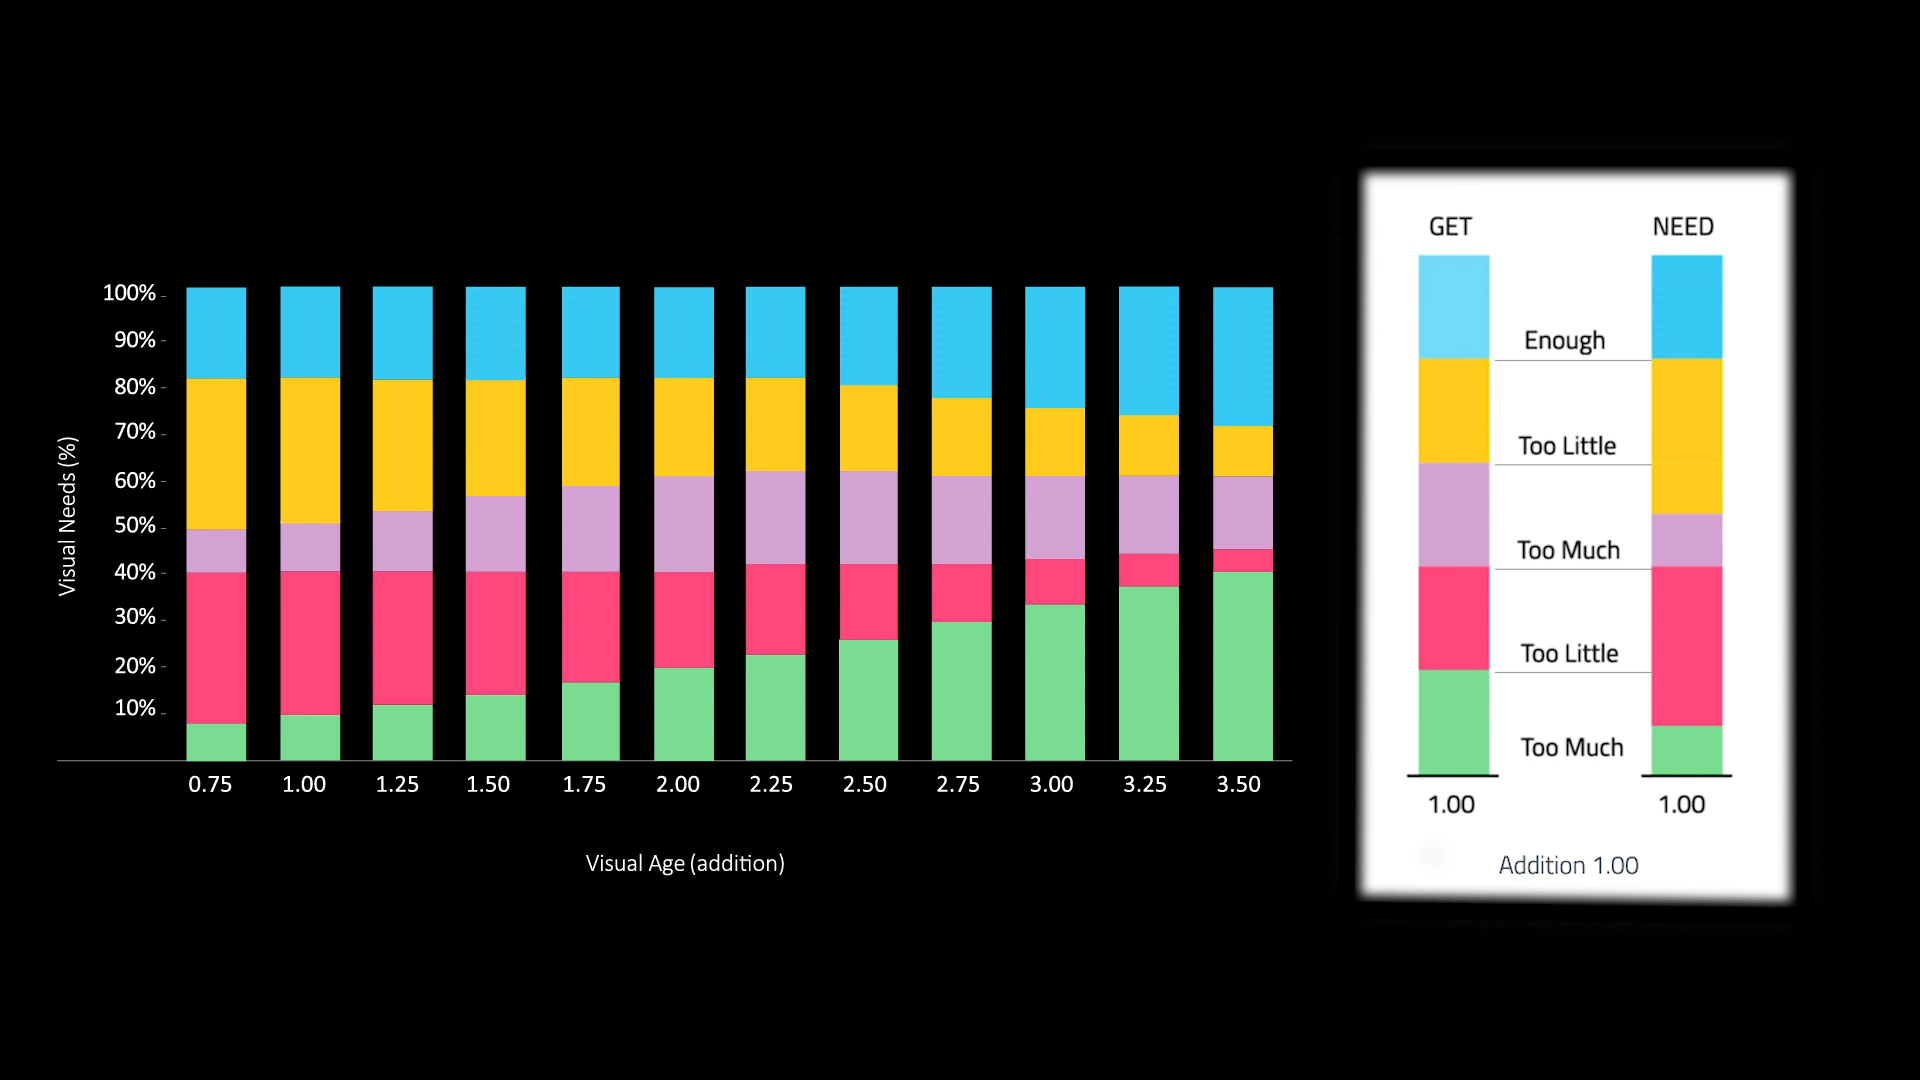 100%
90%
80%
70%
60%
50%
40%
30%
20%
10%
Visual Needs (%)
0.75 1.00 1.25 1.50 1.75 2.00 2.25 2.50 2.75 3.00 3.25 3.50
Visual Age (addition)
GET NEED
Enough
Too Little
Too Much
Too Little
Too Much
1.00 1.00
Addition 1.00